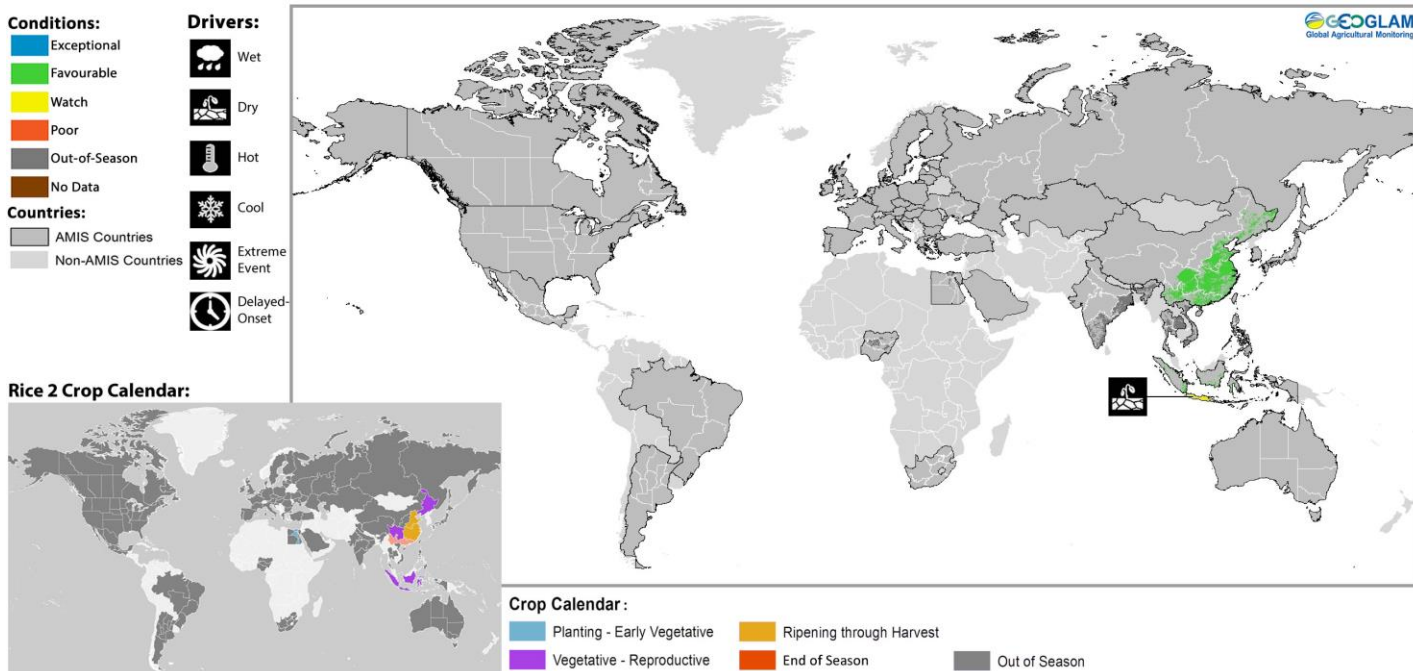 Conditions:
Exceptional
Favourable
Watch
Poor
Out-of-Season
No Data
Countries:
AMIS Countries
Non-AMIS Countries
Drivers:
Wet
Dry
Hot
Cool
Extreme
Event
Delayed-
Onset
GEOGLAM
Global Agricultural Monitoring
Rice 2 Crop Calendar:
Crop Calendar :
Planting - Early Vegetative
Vegetative - Reproductive
Ripening through Harvest
End of Season
Out of Season